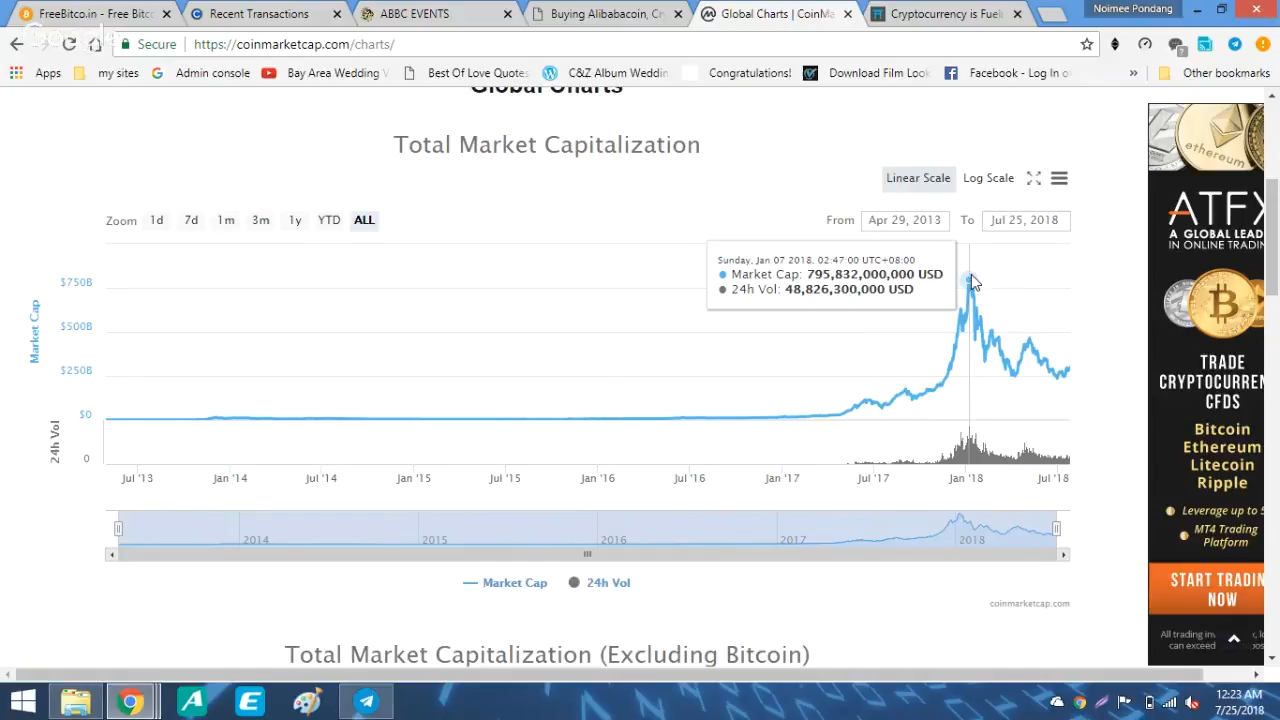 FreeBitco.in - Bitcoin
Recent Transactions
ABBC EVENTS
Buying Alibabacoin, Ch
Global Charts | CoinMa
Cryptocurrency is Fueli
Noimee Pondang
Secure
https://coinmarketcap.com/charts/
Apps
my sites
Admin console
Bay Area Wedding
Best Of Love Quotes
C&Z Album Weddin
Congratulations!
Download Film Look
Facebook - Log In o
Other bookmarks
Global Charts
Total Market Capitalization
Linear Scale
Log Scale
Zoom 1d 7d 1m 3m 1y YTD ALL
From Apr 29, 2013 To Jul 25, 2018
Sunday, Jan 07 2018, 02:47:00 UTC+08:00
Market Cap: 795,832,000,000 USD
24h Vol: 48,826,300,000 USD
Market Cap
$750B
$500B
$250B
$0
24h Vol
0
Jul '13 Jan '14 Jul '14 Jan '15 Jul '15 Jan '16 Jul '16 Jan '17 Jul '17 Jan '18 Jul '18
2014 2015 2016 2017 2018
Market Cap 24h Vol
coinmarketcap.com
Total Market Capitalization (Excluding Bitcoin)
ethereum
ATFX
A GLOBAL LEAD
IN ONLINE TRADIN
TRADE
CRYPTOCURREN
CFDS
Bitcoin
Ethereum
Litecoin
Ripple
Leverage up to 5
MT4 Trading
Platform
START TRADIN
NOW
All trading inv
can exceed
12:23 AM
7/25/2018